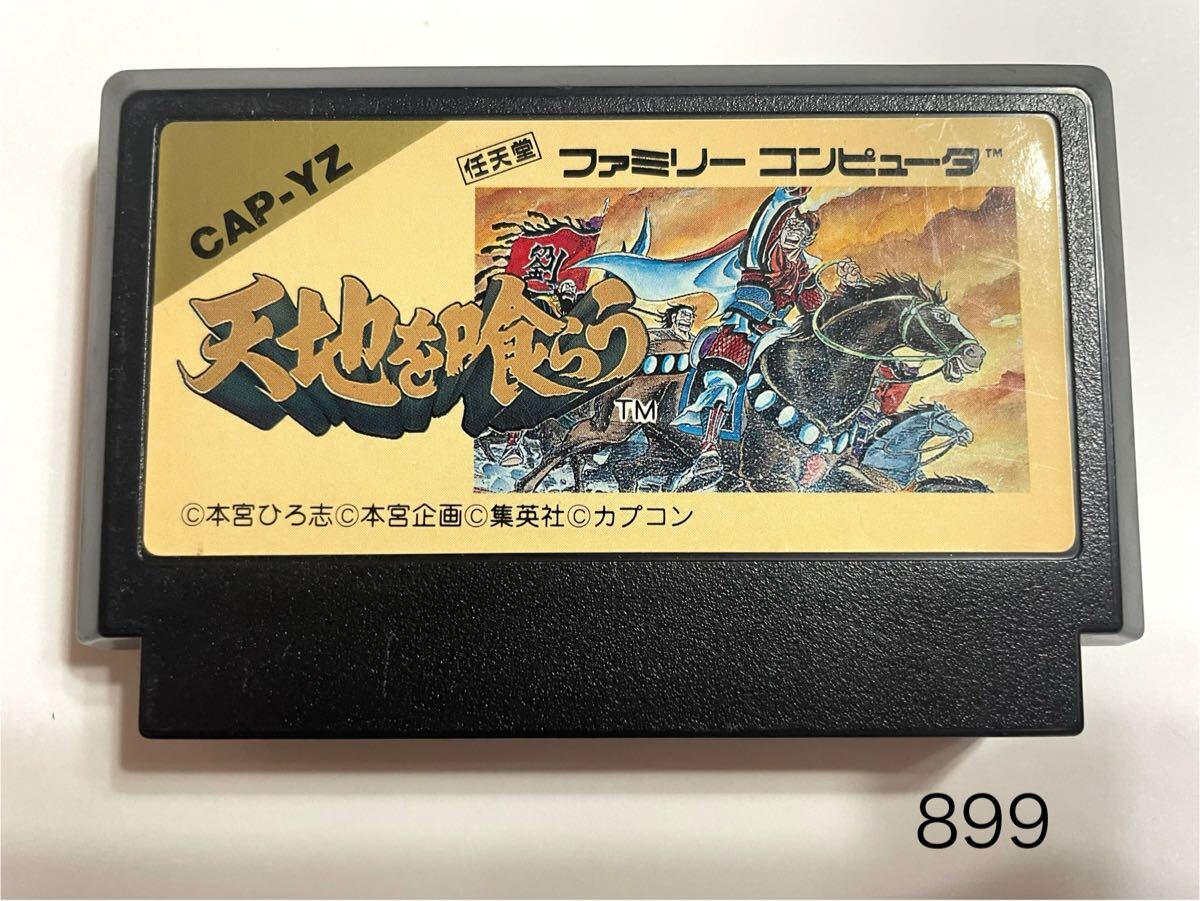 CAP-YZ
任天堂 ファミリー コンピュータ™
天地を喰らう™
©本宮ひろ志©本宮企画©集英社©カプコン
899